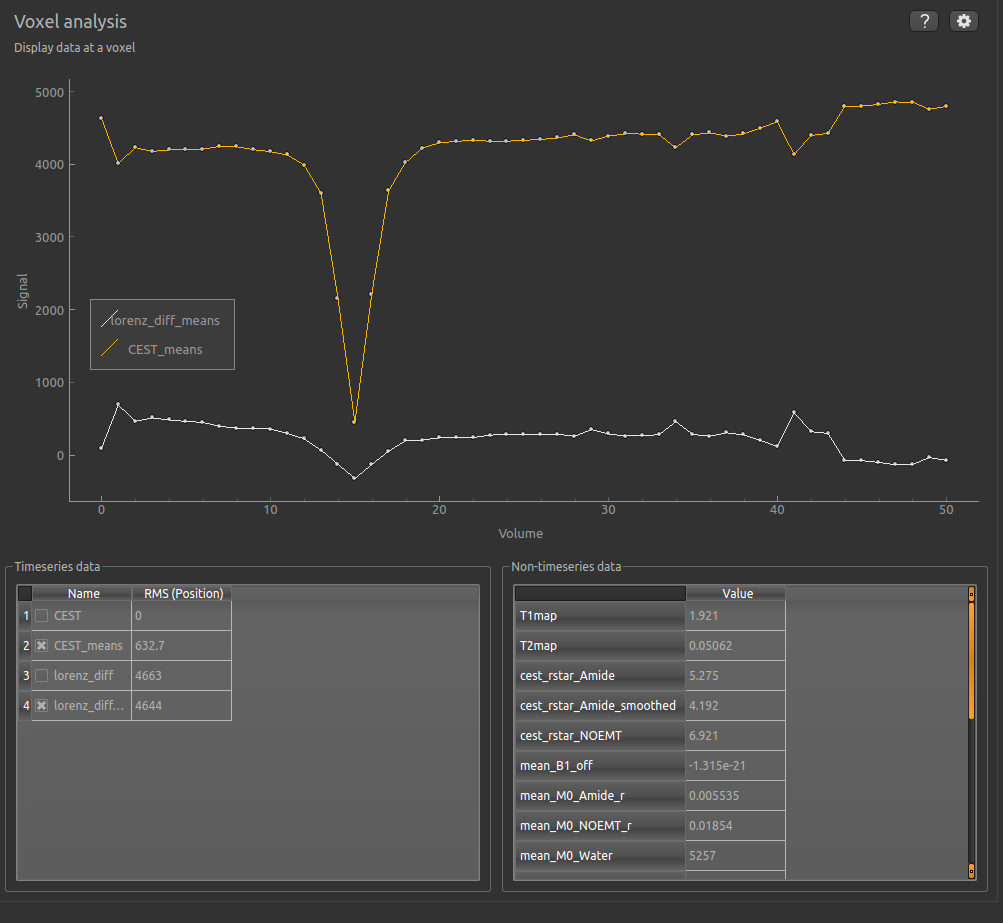 Voxel analysis
?
Display data at a voxel
5000
4000
3000
2000
1000
0
Signal
lorenz_diff_means
CEST_means
0 10 20 30 40 50
Volume
Timeseries data
Name RMS (Position)
1 CEST 0
2 CEST_means 632.7
3 lorenz_diff 4663
4 lorenz_diff... 4644
Non-timeseries data
Value
T1map 1.921
T2map 0.05062
cest_rstar_Amide 5.275
cest_rstar_Amide_smoothed 4.192
cest_rstar_NOEMT 6.921
mean_B1_off -1.315e-21
mean_M0_Amide_r 0.005535
mean_M0_NOEMT_r 0.01854
mean_M0_Water 5257